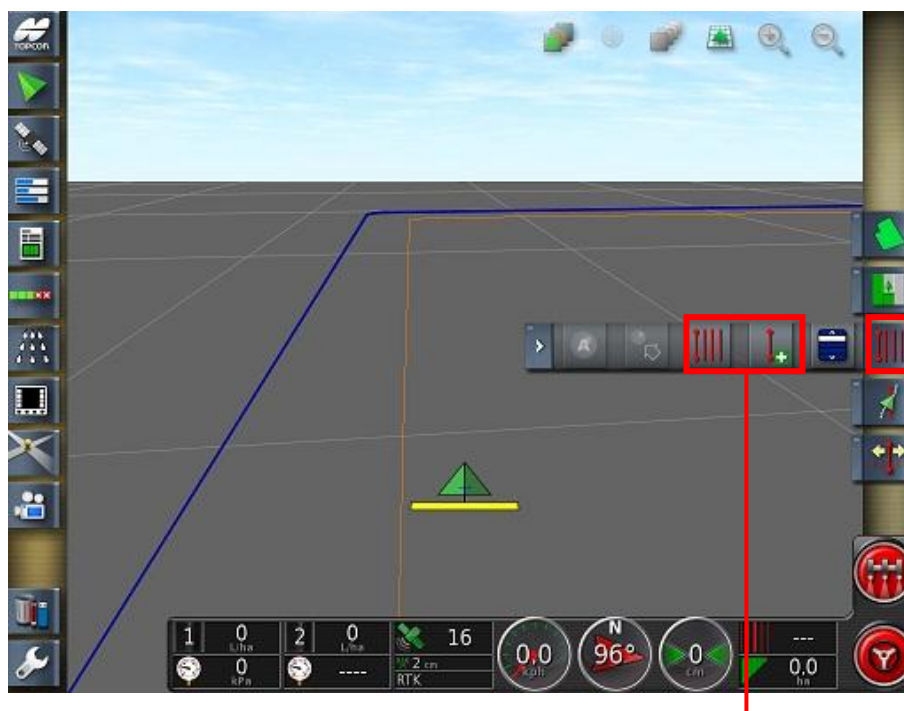 TOPCON
A
1
0
L/ha
2
0
L/ha
16
0
kPa
----
2 cm
RTK
0.0
kph
N
96°
0
cm
---
0.0
ha